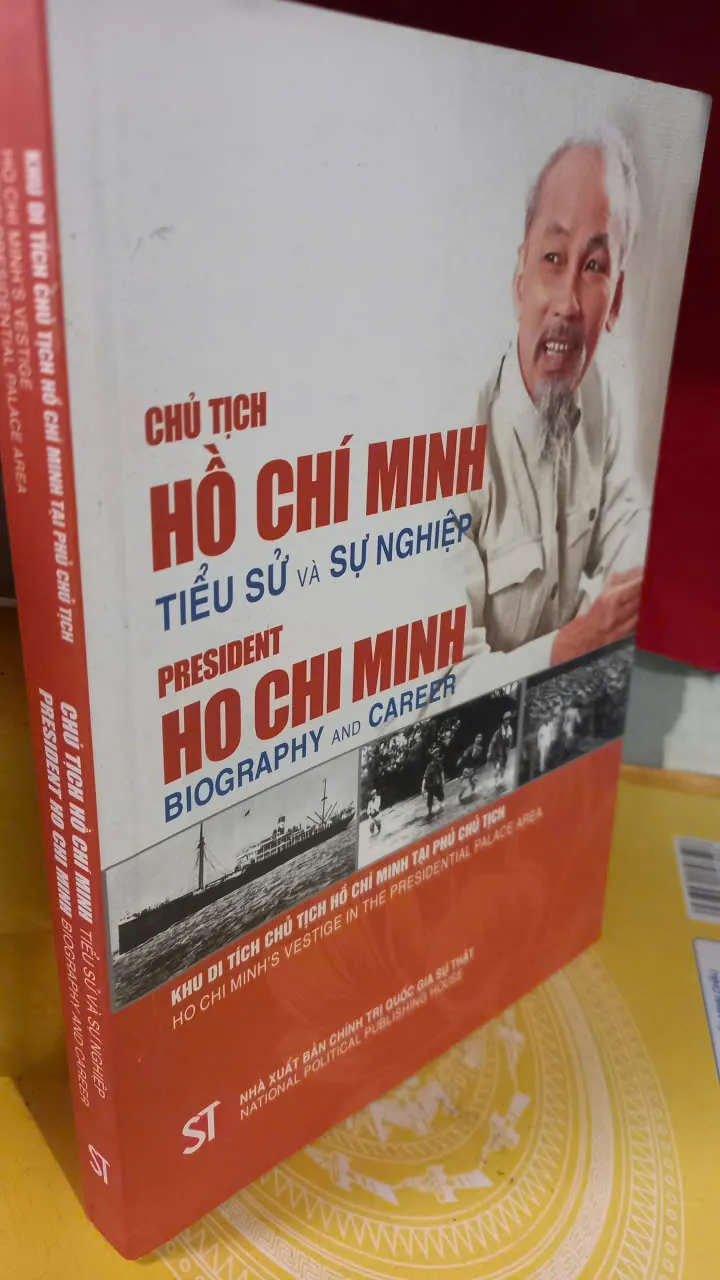 CHỦ TỊCH
HỒ CHÍ MINH
TIỂU SỬ VÀ SỰ NGHIỆP
PRESIDENT
HO CHI MINH
BIOGRAPHY AND CAREER
KHU DI TÍCH CHỦ TỊCH HỒ CHÍ MINH TẠI PHỦ CHỦ TỊCH
HO CHI MINH'S VESTIGE IN THE PRESIDENTIAL PALACE AREA
NHÀ XUẤT BẢN CHÍNH TRỊ QUỐC GIA SỰ THẬT
NATIONAL POLITICAL PUBLISHING HOUSE
ST
KHU DI TÍCH CHỦ TỊCH HỒ CHÍ MINH TẠI PHỦ CHỦ TỊCH
HO CHI MINH'S VESTIGE
PRESIDENTIAL PALACE AREA
CHỦ TỊCH HỒ CHÍ MINH TIỂU SỬ VÀ SỰ NGHIỆP
PRESIDENT HO CHI MINH BIOGRAPHY AND CAREER
ST